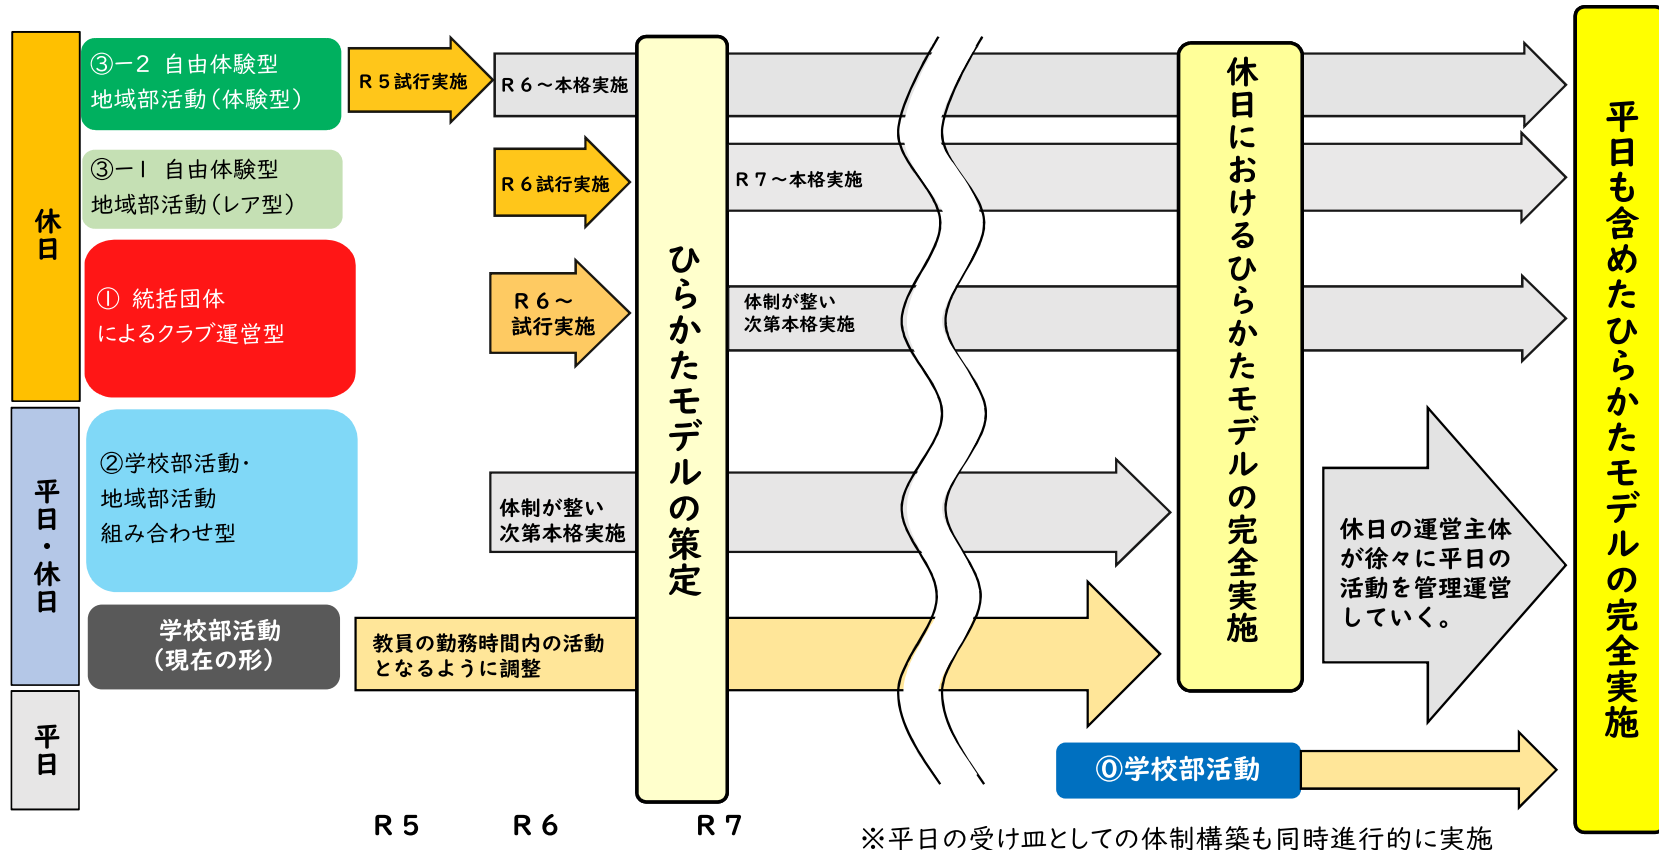 休日
③ー2 自由体験型
地域部活動(体験型)
R5試行実施
R6～本格実施
③ー1 自由体験型
地域部活動(レア型)
R6試行実施
R7～本格実施
① 統括団体
によるクラブ運営型
R6～
試行実施
体制が整い
次第本格実施
平日・休日
②学校部活動・
地域部活動
組み合わせ型
体制が整い
次第本格実施
学校部活動
(現在の形)
教員の勤務時間内の活動
となるように調整
平日
ひらかたモデルの策定
休日におけるひらかたモデルの完全実施
休日の運営主体
が徐々に平日の
活動を管理運営
していく。
平日も含めたひらかたモデルの完全実施
⓪学校部活動
R5
R6
R7
※平日の受け皿としての体制構築も同時進行的に実施